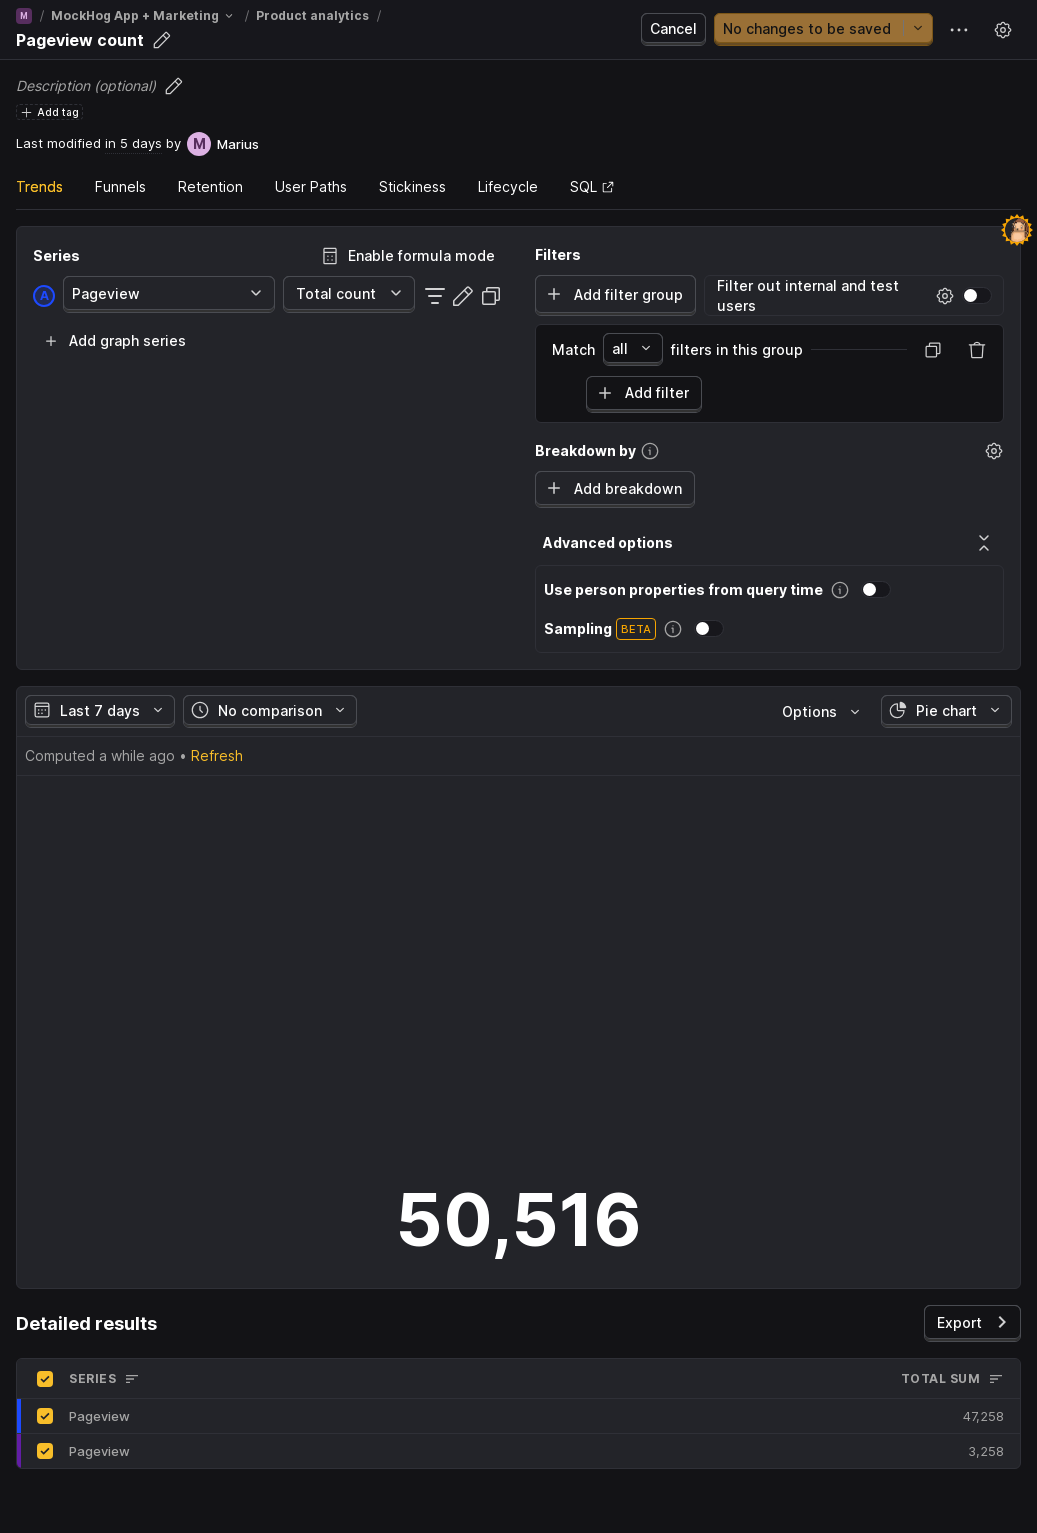 M / MockHog App + Marketing / Product analytics /
Pageview count
Cancel
No changes to be saved
Description (optional)
Add tag
Last modified in 5 days by M Marius
Trends Funnels Retention User Paths Stickiness Lifecycle SQL
Series
Enable formula mode
A Pageview Total count
Add graph series
Filters
Add filter group
Filter out internal and test
users
Match all filters in this group
Add filter
Breakdown by
Add breakdown
Advanced options
Use person properties from query time
Sampling BETA
Last 7 days No comparison Options Pie chart
Computed a while ago • Refresh
50,516
Detailed results
Export
SERIES TOTAL SUM
Pageview 47,258
Pageview 3,258